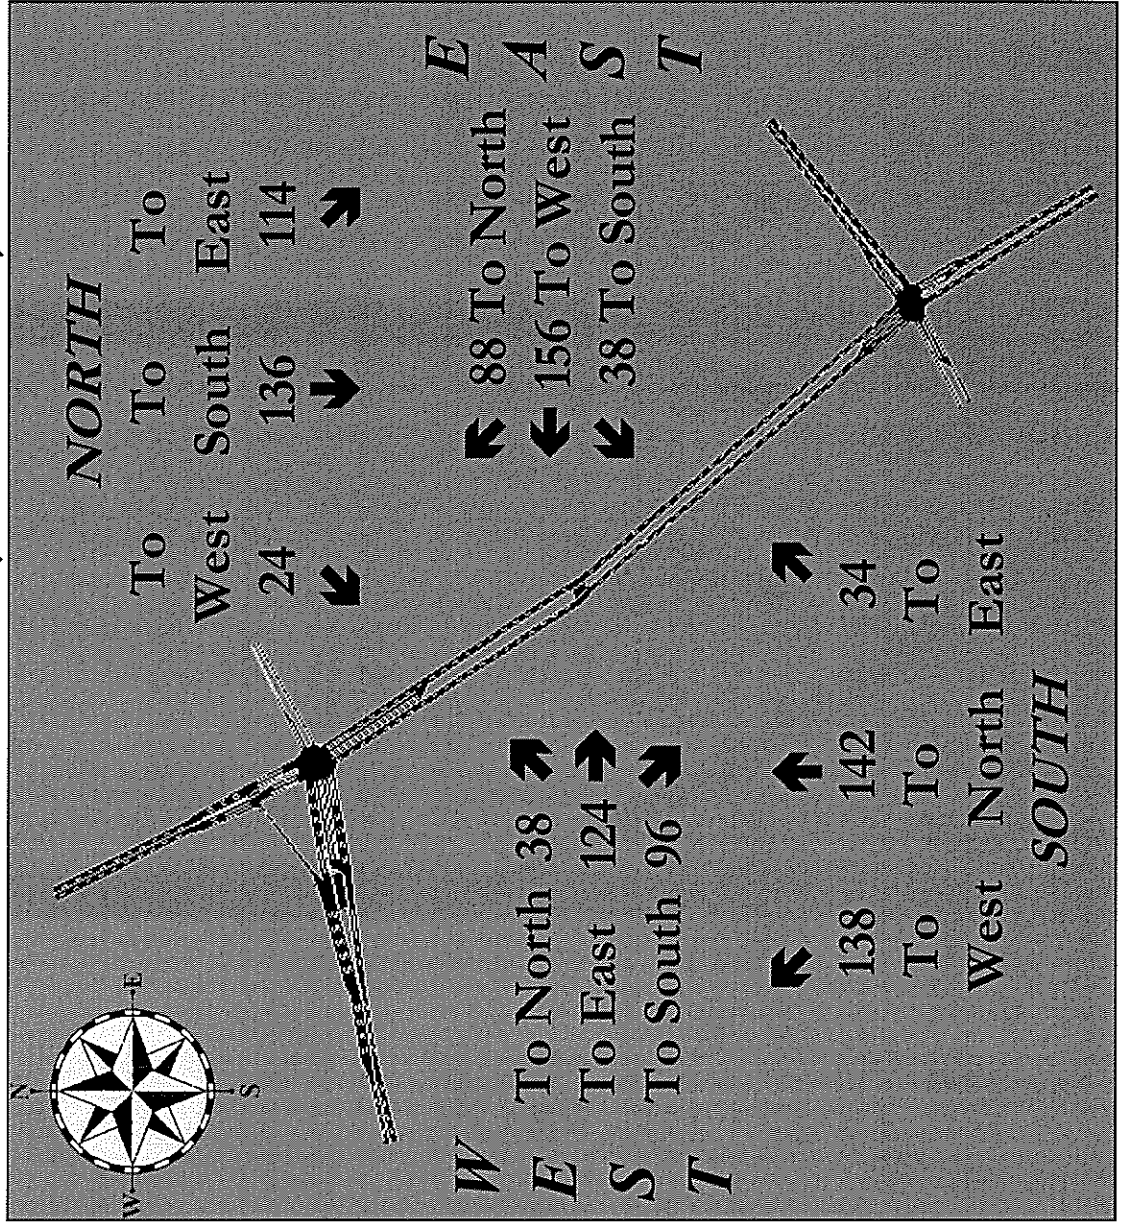 N
W E
S
NORTH
To To To
West South East
24 136 114
E
A
S
T
88 To North
156 To West
38 To South
W
E
S
T
To North 38
To East 124
To South 96
138 142 34
To To To
West North East
SOUTH